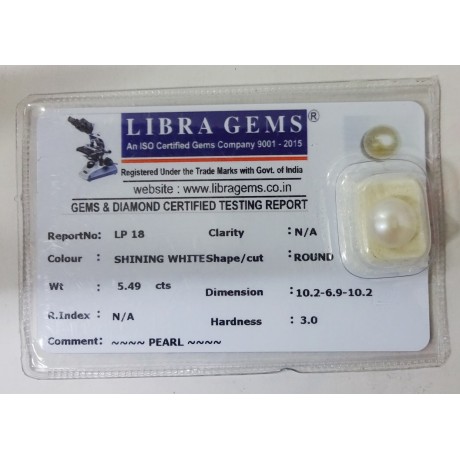 LIBRA GEMS®
An ISO Certified Gems Company 9001 - 2015
Registered Under the Trade Marks with Govt. of India
website : www.libragems.co.in
GEMS & DIAMOND CERTIFIED TESTING REPORT
ReportNo: LP 18 Clarity : N/A
Colour : SHINING WHITE Shape/cut : ROUND
Wt : 5.49 cts Dimension : 10.2-6.9-10.2
R.Index : N/A Hardness : 3.0
Comment: ~~~~ PEARL ~~~~